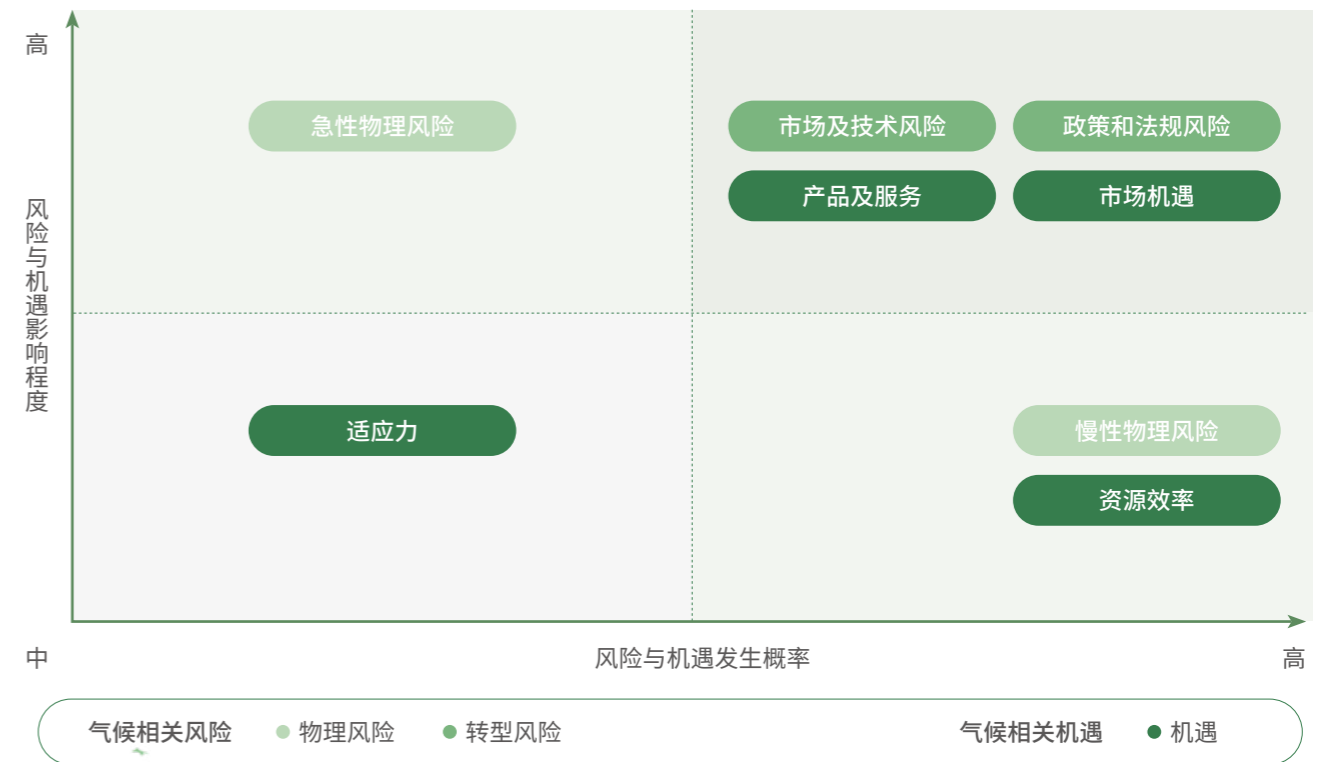 高
急性物理风险
市场及技术风险
政策和法规风险
产品及服务
市场机遇
风险与机遇影响程度
适应力
慢性物理风险
资源效率
中
风险与机遇发生概率
高
气候相关风险 物理风险 转型风险 气候相关机遇 机遇